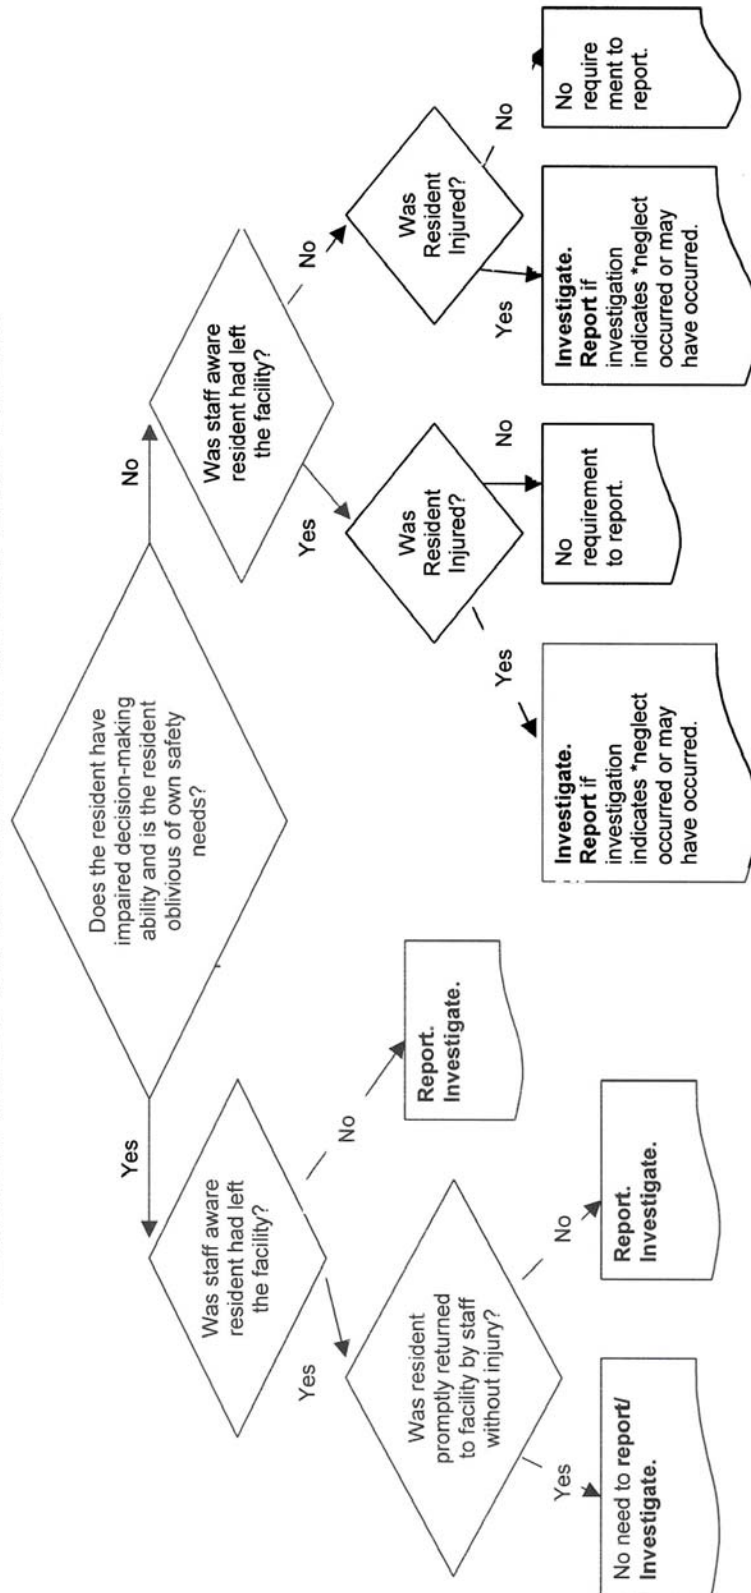 Does the resident have
impaired decision-making
ability and is the resident
oblivious of own safety
needs?
Yes
No
Was staff aware
resident had left
the facility?
Yes
No
Was resident
promptly returned
to facility by staff
without injury?
Report.
Investigate.
Yes
No
No need to report/
Investigate.
Report.
Investigate.
Was staff aware
resident had left
the facility?
Yes
No
Was
Resident
Injured?
Yes
No
Investigate.
Report if
investigation
indicates *neglect
occurred or may
have occurred.
No
requirement
to report.
Was
Resident
Injured?
Yes
No
Investigate.
Report if
investigation
indicates *neglect
occurred or may
have occurred.
No
require
ment to
report.